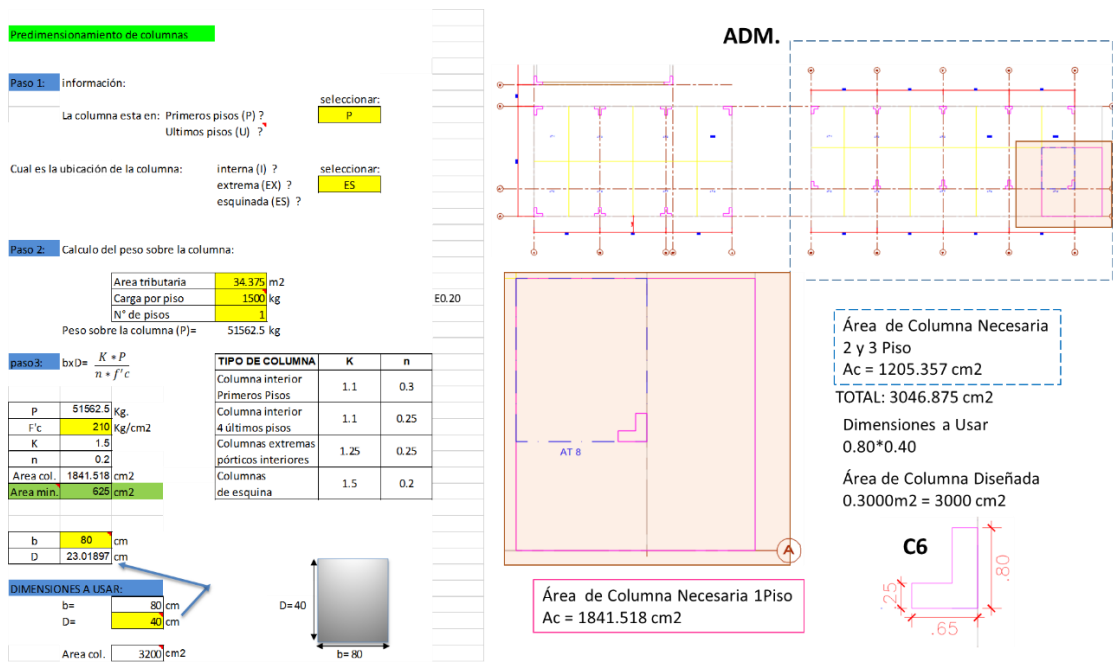 Predimensionamiento de columnas
Paso 1: información:
seleccionar:
La columna esta en: Primeros pisos (P) ? P
Ultimos pisos (U) ?
Cual es la ubicación de la columna: interna (I) ? seleccionar:
extrema (EX) ? ES
esquinada (ES) ?
Paso 2: Calculo del peso sobre la columna:
Area tributaria 34.375 m2
Carga por piso 1500 kg E0.20
N° de pisos 1
Peso sobre la columna (P)= 51562.5 kg
paso3: bxD= K * P / n * f'c
P 51562.5 Kg.
F'c 210 Kg/cm2
K 1.5
n 0.2
Area col. 1841.518 cm2
Area min. 625 cm2
TIPO DE COLUMNA K n
Columna interior
Primeros Pisos 1.1 0.3
Columna interior
4 últimos pisos 1.1 0.25
Columnas extremas
pórticos interiores 1.25 0.25
Columnas
de esquina 1.5 0.2
b 80 cm
D 23.01897 cm
DIMENSIONES A USAR:
b= 80 cm
D= 40 cm
Area col. 3200 cm2
D= 40
b= 80
ADM.
AT 8
A
Área de Columna Necesaria 1Piso
Ac = 1841.518 cm2
Área de Columna Necesaria
2 y 3 Piso
Ac = 1205.357 cm2
TOTAL: 3046.875 cm2
Dimensiones a Usar
0.80*0.40
Área de Columna Diseñada
0.3000m2 = 3000 cm2
C6
.80
.25
.65